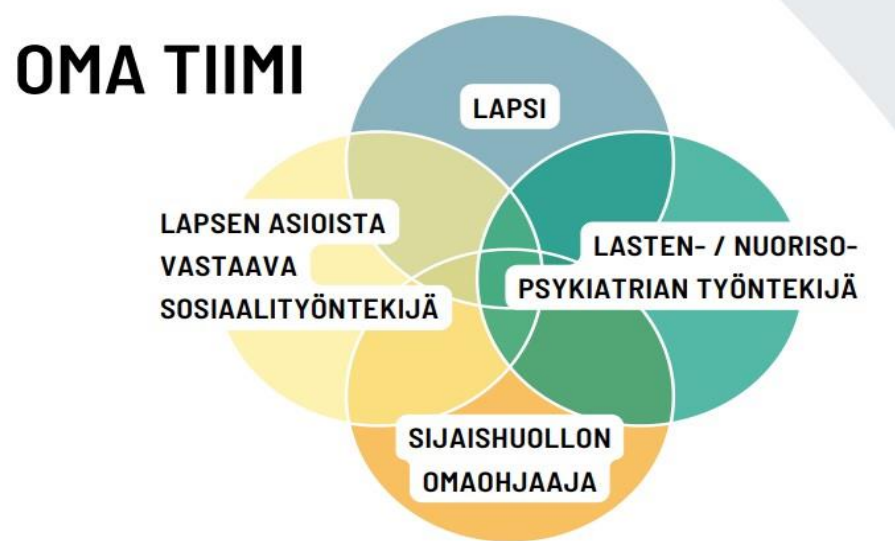 OMA TIIMI
LAPSI
LAPSEN ASIOISTA
VASTAAVA
SOSIAALITYÖNTEKIJÄ
LASTEN- / NUORISO-
PSYKIATRIAN TYÖNTEKIJÄ
SIJAISHUOLLON
OMAOHJAAJA